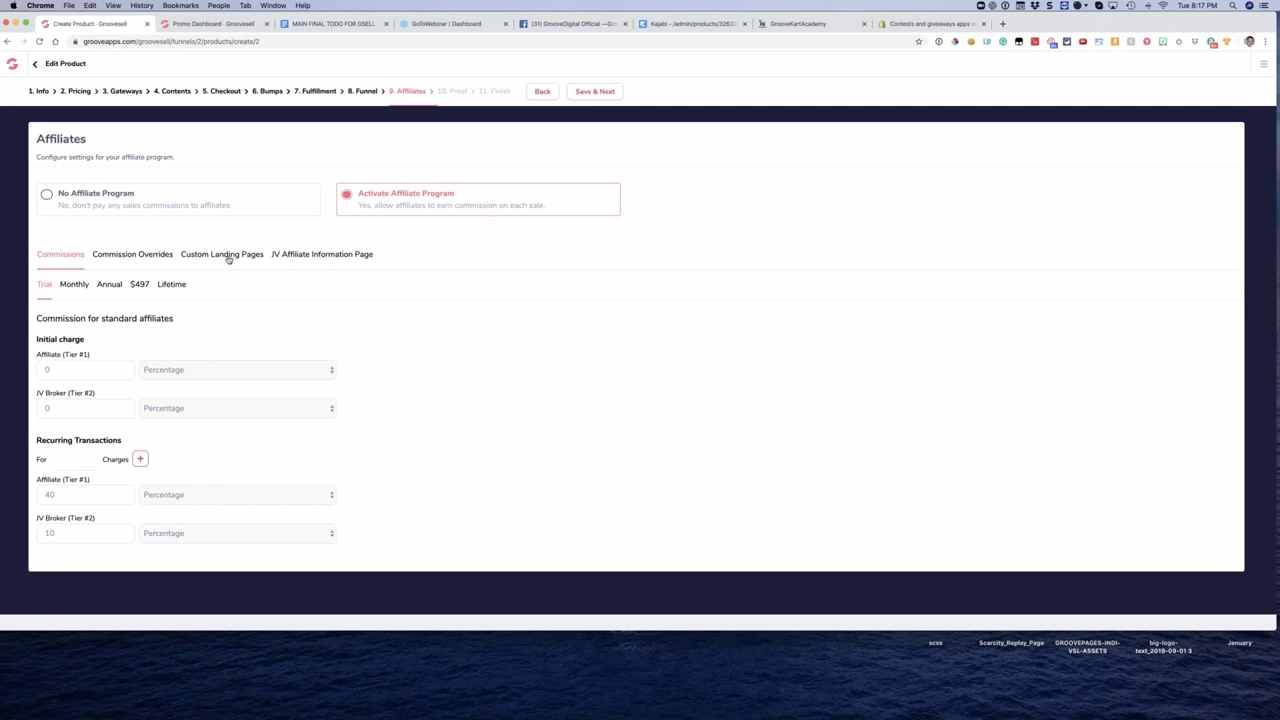 Chrome File Edit View History Bookmarks People Tab Window Help Tue 8:17 PM
Create Product - Groovesell Promo Dashboard - Groovesell MAIN FINAL TODO FOR GSELL GoToWebinar | Dashboard (31) GrooveDigital Official —Gro Kajabi - /admin/products/3263 GrooveKartAcademy Contests and giveaways apps
grooveapps.com/groovesell/funnels/2/products/create/2
Edit Product
1. Info 2. Pricing 3. Gateways 4. Contents 5. Checkout 6. Bumps 7. Fulfillment 8. Funnel 9. Affiliates 10. Proof 11. Finish Back Save & Next
Affiliates
Configure settings for your affiliate program.
No Affiliate Program Activate Affiliate Program
No, don't pay any sales commissions to affiliates Yes, allow affiliates to earn commission on each sale.
Commissions Commission Overrides Custom Landing Pages JV Affiliate Information Page
Trial Monthly Annual $497 Lifetime
Commission for standard affiliates
Initial charge
Affiliate (Tier #1)
0 Percentage
JV Broker (Tier #2)
0 Percentage
Recurring Transactions
For Charges +
Affiliate (Tier #1)
40 Percentage
JV Broker (Tier #2)
10 Percentage
scss Scarcity_Replay_Page GROOVEPAGES-INDI- big-logo- January
VSL-ASSETS text_2019-09-01 3